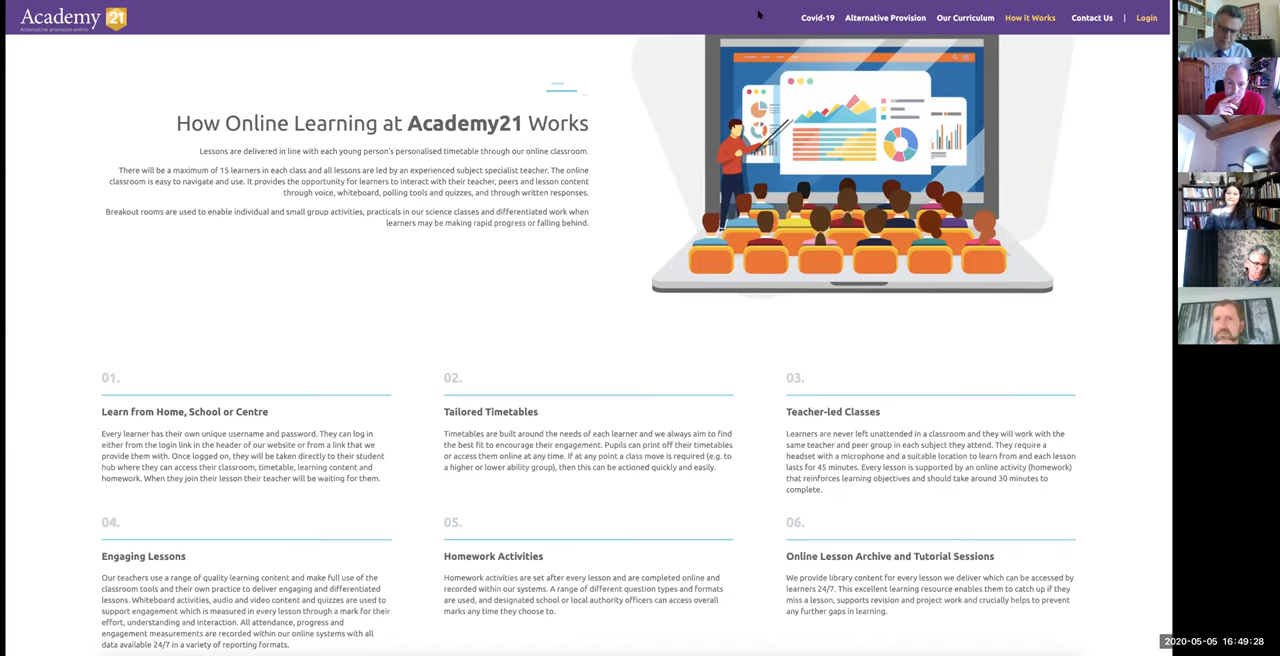 Academy 21
Alternative provision online
Covid-19 Alternative Provision Our Curriculum How it Works Contact Us | Login
How Online Learning at Academy21 Works
Lessons are delivered in line with each young person's personalised timetable through our online classroom.
There will be a maximum of 15 learners in each class and all lessons are led by an experienced subject specialist teacher. The online
classroom is easy to navigate and use. It provides the opportunity for learners to interact with their teacher, peers and lesson content
through voice, whiteboard, polling tools and quizzes, and through written responses.
Breakout rooms are used to enable individual and small group activities, practicals in our science classes and differentiated work when
learners may be making rapid progress or falling behind.
01.
Learn from Home, School or Centre
Every learner has their own unique username and password. They can log in
either from the login link in the header of our website or from a link that we
provide them with. Once logged on, they will be taken directly to their student
hub where they can access their classroom, timetable, learning content and
homework. When they join their lesson their teacher will be waiting for them.
02.
Tailored Timetables
Timetables are built around the needs of each learner and we always aim to find
the best fit to encourage their engagement. Pupils can print off their timetables
or access them online at any time. If at any point a class move is required (e.g. to
a higher or lower ability group), then this can be actioned quickly and easily.
03.
Teacher-led Classes
Learners are never left unattended in a classroom and they will work with the
same teacher and peer group in each subject they attend. They require a
headset with a microphone and a suitable location to learn from and each lesson
lasts for 45 minutes. Every lesson is supported by an online activity (homework)
that reinforces learning objectives and should take around 30 minutes to
complete.
04.
Engaging Lessons
Our teachers use a range of quality learning content and make full use of the
classroom tools and their own practice to deliver engaging and differentiated
lessons. Whiteboard activities, audio and video content and quizzes are used to
support engagement which is measured in every lesson through a mark for their
effort, understanding and interaction. All attendance, progress and
engagement measurements are recorded within our online systems with all
data available 24/7 in a variety of reporting formats.
05.
Homework Activities
Homework activities are set after every lesson and are completed online and
recorded within our systems. A range of different question types and formats
are used, and designated school or local authority officers can access overall
marks any time they choose to.
06.
Online Lesson Archive and Tutorial Sessions
We provide library content for every lesson we deliver which can be accessed by
learners 24/7. This excellent learning resource enables them to catch up if they
miss a lesson, supports revision and project work and crucially helps to prevent
any further gaps in learning.
2020-05-05 16:49:28